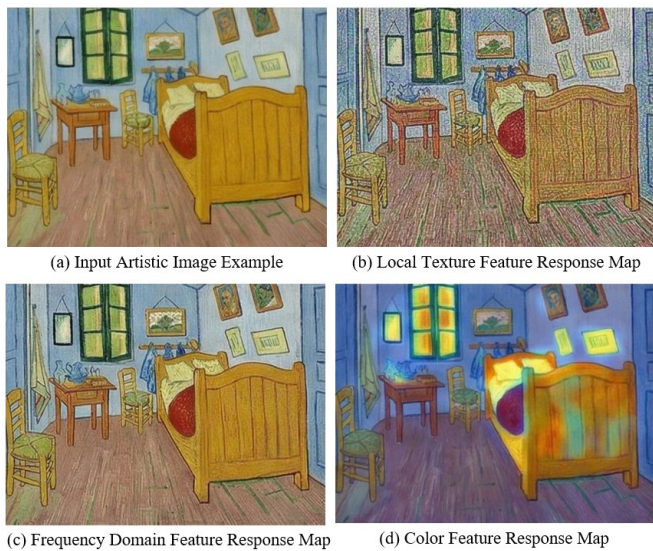 (a) Input Artistic Image Example
(b) Local Texture Feature Response Map
(c) Frequency Domain Feature Response Map
(d) Color Feature Response Map